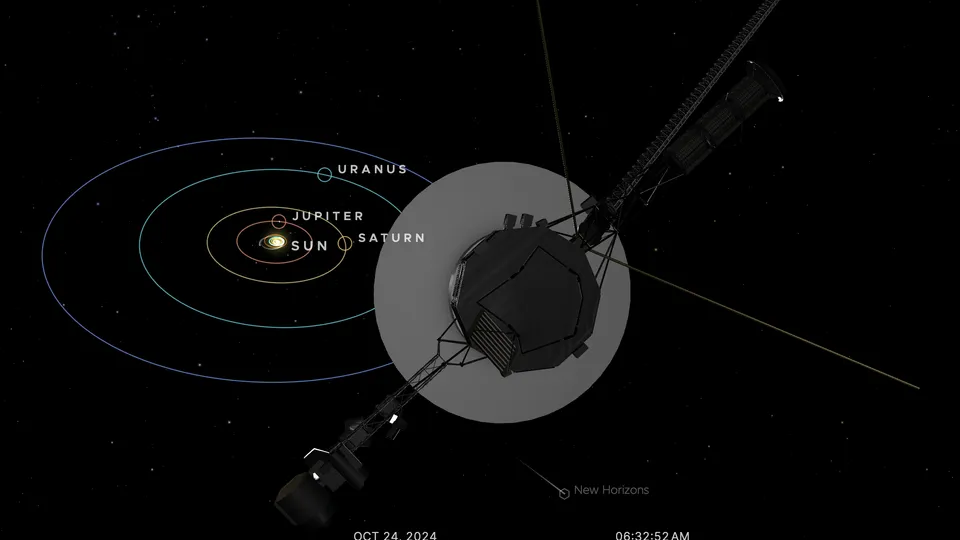 URANUS
JUPITER
SATURN
SUN
New Horizons
OCT 24, 2024 06:32:52 AM